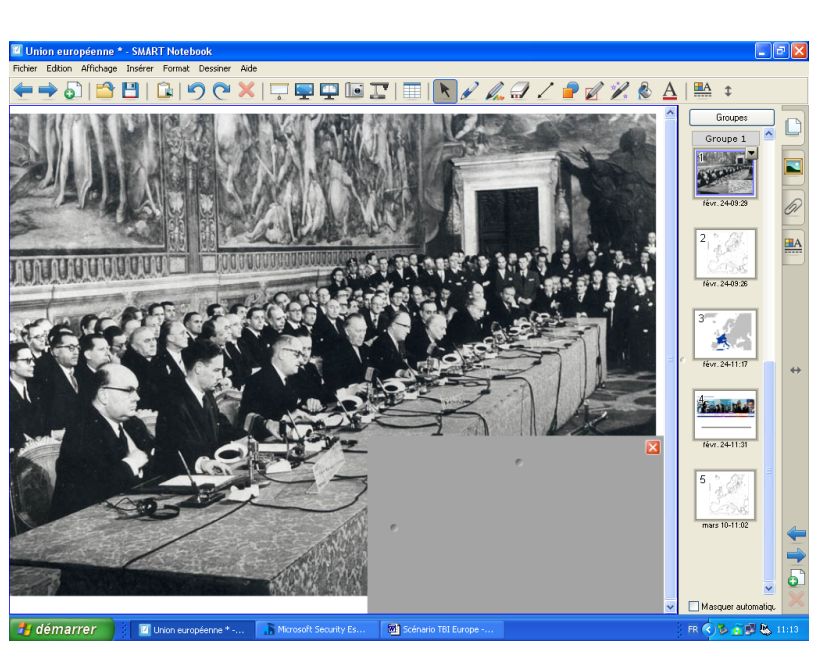 Union européenne * - SMART Notebook
Fichier Edition Affichage Insérer Format Dessiner Aide
Groupes
Groupe 1
1
févr. 24-09:29
2
févr. 24-09:26
3
févr. 24-11:17
4
févr. 24-11:31
5
mars 10-11:02
Masquer automatiqu
démarrer
Union européenne * -...
Microsoft Security Es...
Scénario TBI Europe -...
FR
11:13